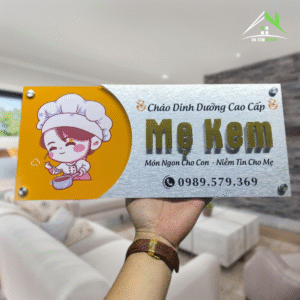 Cháo Dinh Dưỡng Cao Cấp
Mẹ Kem
Món Ngon Cho Con - Niềm Tin Cho Mẹ
0989.579.369